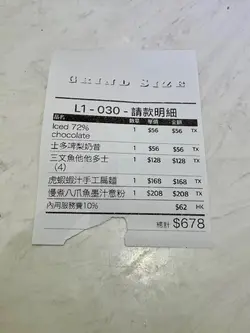 GRIND SIZE
L1 - 030 - 請款明細
品名 數量 單價 金額
Iced 72% 1 $56 $56 TX
chocolate
士多啤梨奶昔 1 $56 $56 TX
三文魚他他多士 1 $128 $128 TX
(4)
虎蝦蝦汁手工扁麵 1 $168 $168 TX
慢煮八爪魚墨汁意粉 1 $208 $208 TX
內用服務費10% $62 HK
總計 $678